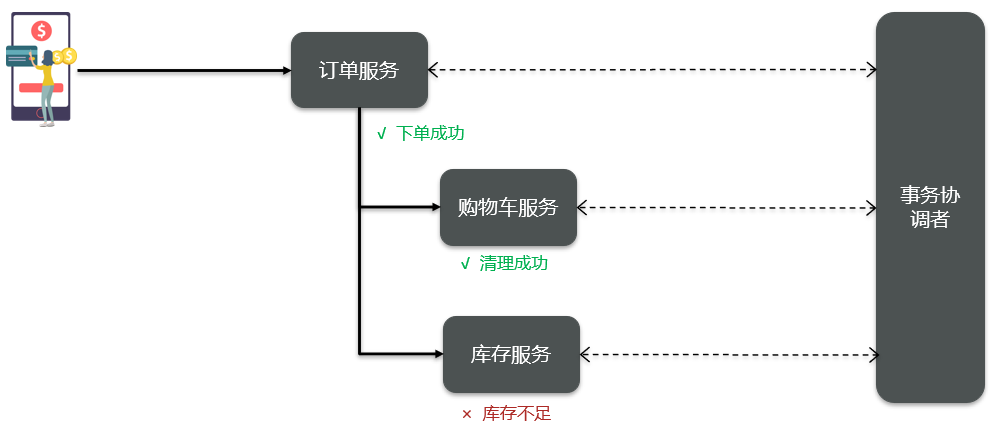 订单服务
√ 下单成功
购物车服务
√ 清理成功
库存服务
× 库存不足
事务协
调者
$
$
$